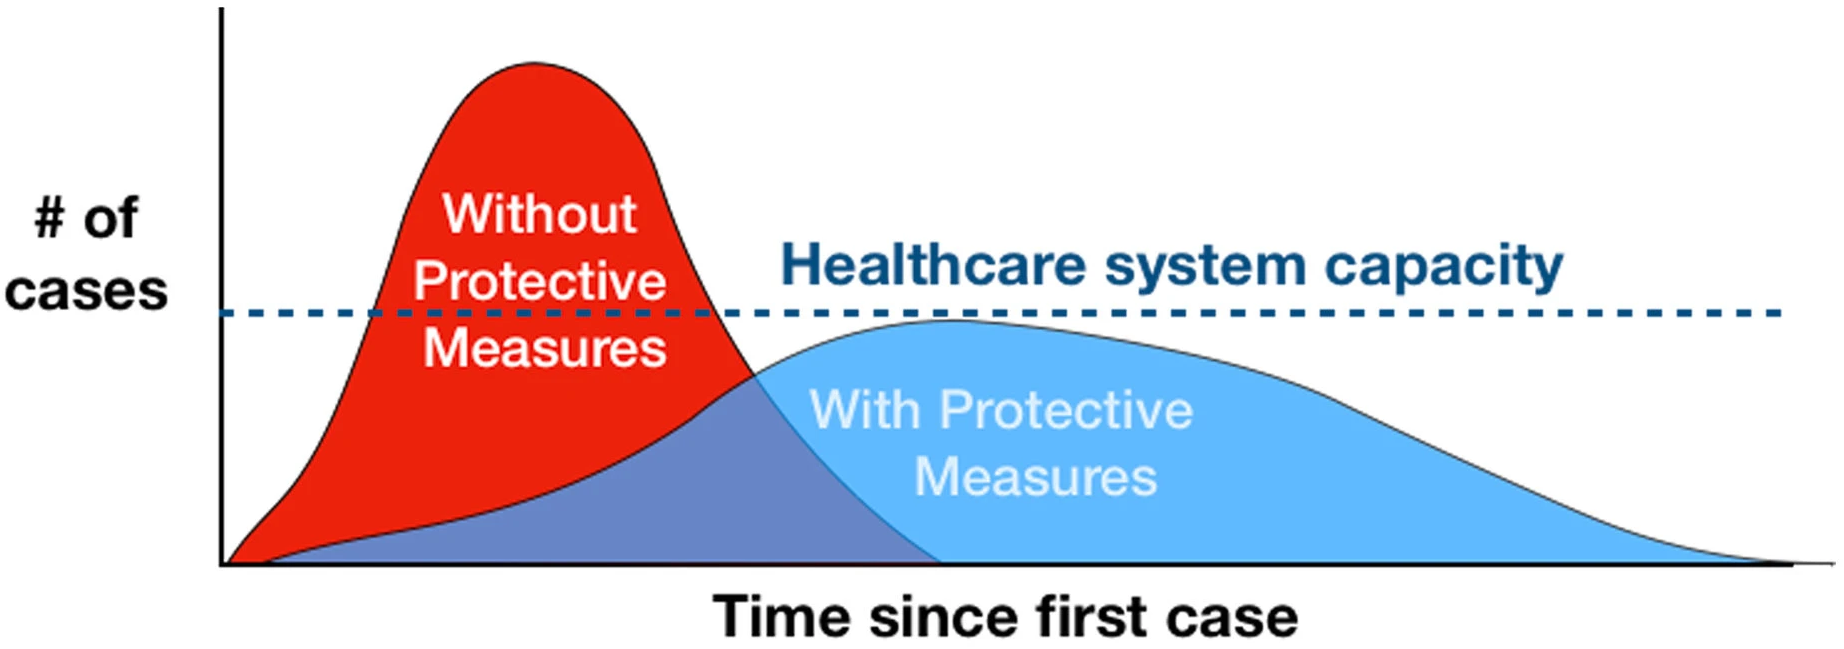 # of
cases
Without
Protective
Measures
Healthcare system capacity
With Protective
Measures
Time since first case